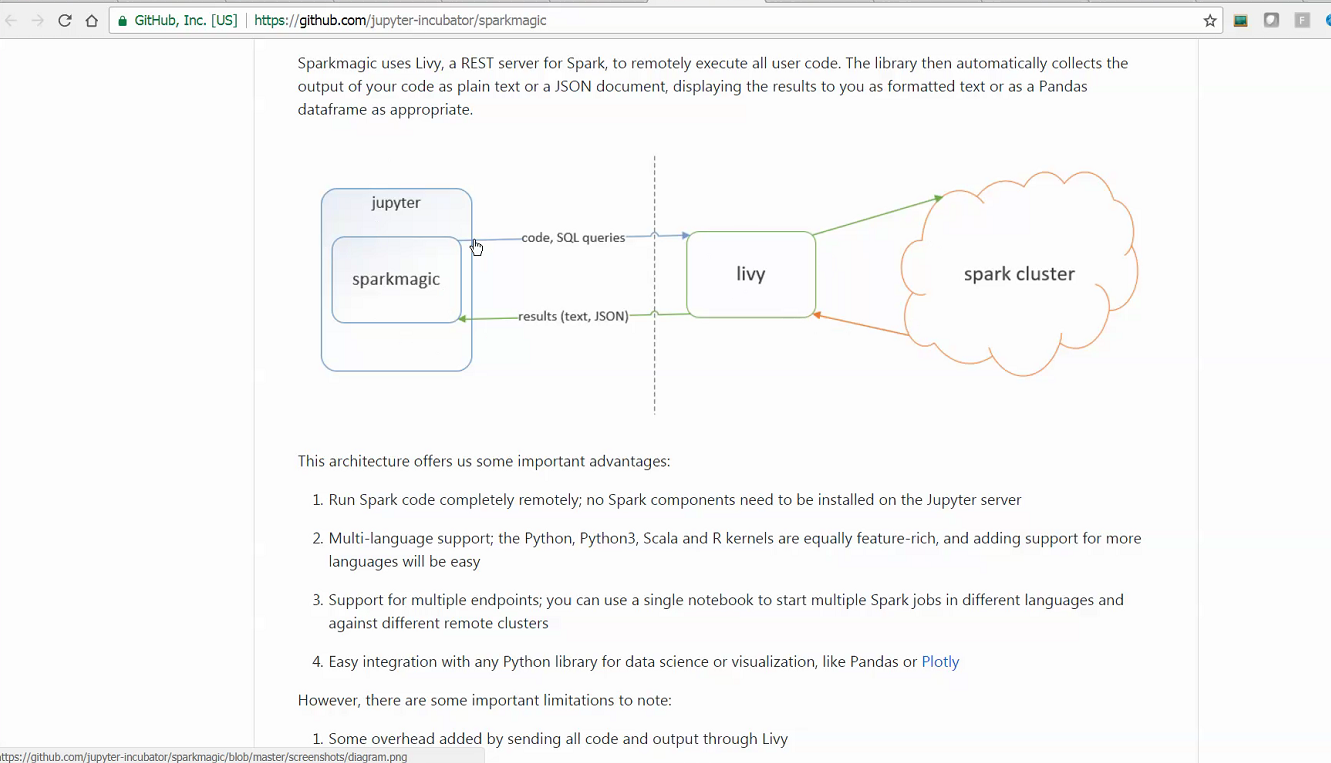 GitHub, Inc. [US] https://github.com/jupyter-incubator/sparkmagic
F
Sparkmagic uses Livy, a REST server for Spark, to remotely execute all user code. The library then automatically collects the
output of your code as plain text or a JSON document, displaying the results to you as formatted text or as a Pandas
dataframe as appropriate.
jupyter
sparkmagic
code, SQL queries
results (text, JSON)
livy
spark cluster
This architecture offers us some important advantages:
1. Run Spark code completely remotely; no Spark components need to be installed on the Jupyter server
2. Multi-language support; the Python, Python3, Scala and R kernels are equally feature-rich, and adding support for more
languages will be easy
3. Support for multiple endpoints; you can use a single notebook to start multiple Spark jobs in different languages and
against different remote clusters
4. Easy integration with any Python library for data science or visualization, like Pandas or Plotly
However, there are some important limitations to note:
1. Some overhead added by sending all code and output through Livy
ttps://github.com/jupyter-incubator/sparkmagic/blob/master/screenshots/diagram.png